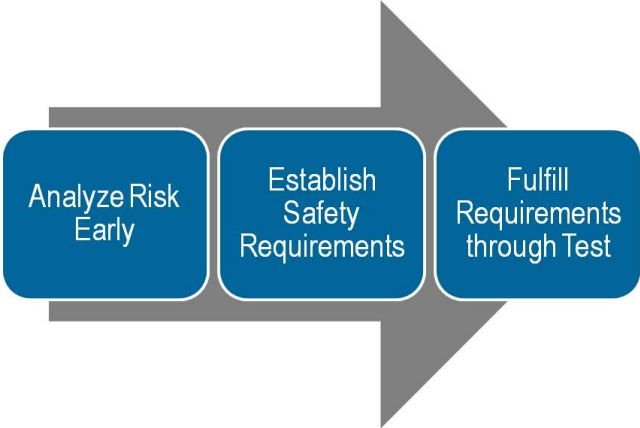 Analyze Risk
Early
Establish
Safety
Requirements
Fulfill
Requirements
through Test